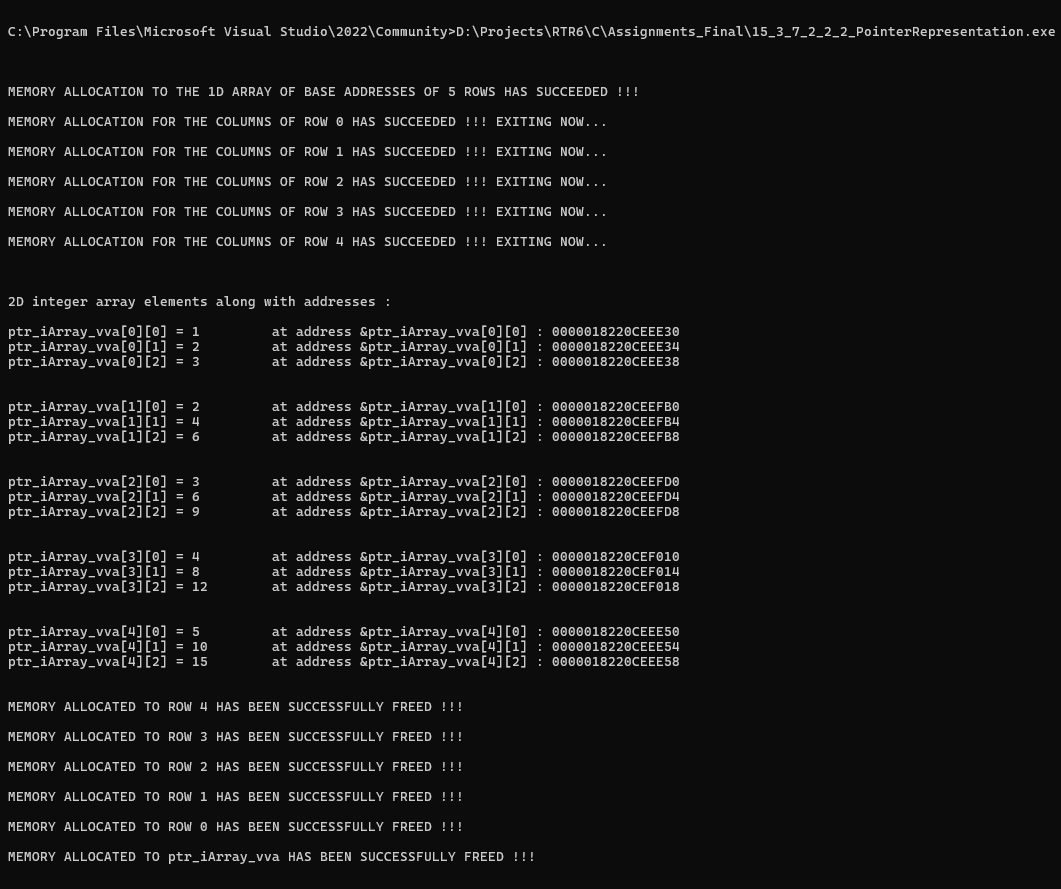 C:\Program Files\Microsoft Visual Studio\2022\Community>D:\Projects\RTR6\C\Assignments_Final\15_3_7_2_2_2_PointerRepresentation.exe
MEMORY ALLOCATION TO THE 1D ARRAY OF BASE ADDRESSES OF 5 ROWS HAS SUCCEEDED !!!
MEMORY ALLOCATION FOR THE COLUMNS OF ROW 0 HAS SUCCEEDED !!! EXITING NOW...
MEMORY ALLOCATION FOR THE COLUMNS OF ROW 1 HAS SUCCEEDED !!! EXITING NOW...
MEMORY ALLOCATION FOR THE COLUMNS OF ROW 2 HAS SUCCEEDED !!! EXITING NOW...
MEMORY ALLOCATION FOR THE COLUMNS OF ROW 3 HAS SUCCEEDED !!! EXITING NOW...
MEMORY ALLOCATION FOR THE COLUMNS OF ROW 4 HAS SUCCEEDED !!! EXITING NOW...
2D integer array elements along with addresses :
ptr_iArray_vva[0][0] = 1         at address &ptr_iArray_vva[0][0] : 0000018220CEEE30
ptr_iArray_vva[0][1] = 2         at address &ptr_iArray_vva[0][1] : 0000018220CEEE34
ptr_iArray_vva[0][2] = 3         at address &ptr_iArray_vva[0][2] : 0000018220CEEE38
ptr_iArray_vva[1][0] = 2         at address &ptr_iArray_vva[1][0] : 0000018220CEEFB0
ptr_iArray_vva[1][1] = 4         at address &ptr_iArray_vva[1][1] : 0000018220CEEFB4
ptr_iArray_vva[1][2] = 6         at address &ptr_iArray_vva[1][2] : 0000018220CEEFB8
ptr_iArray_vva[2][0] = 3         at address &ptr_iArray_vva[2][0] : 0000018220CEEFD0
ptr_iArray_vva[2][1] = 6         at address &ptr_iArray_vva[2][1] : 0000018220CEEFD4
ptr_iArray_vva[2][2] = 9         at address &ptr_iArray_vva[2][2] : 0000018220CEEFD8
ptr_iArray_vva[3][0] = 4         at address &ptr_iArray_vva[3][0] : 0000018220CEF010
ptr_iArray_vva[3][1] = 8         at address &ptr_iArray_vva[3][1] : 0000018220CEF014
ptr_iArray_vva[3][2] = 12        at address &ptr_iArray_vva[3][2] : 0000018220CEF018
ptr_iArray_vva[4][0] = 5         at address &ptr_iArray_vva[4][0] : 0000018220CEEE50
ptr_iArray_vva[4][1] = 10        at address &ptr_iArray_vva[4][1] : 0000018220CEEE54
ptr_iArray_vva[4][2] = 15        at address &ptr_iArray_vva[4][2] : 0000018220CEEE58
MEMORY ALLOCATED TO ROW 4 HAS BEEN SUCCESSFULLY FREED !!!
MEMORY ALLOCATED TO ROW 3 HAS BEEN SUCCESSFULLY FREED !!!
MEMORY ALLOCATED TO ROW 2 HAS BEEN SUCCESSFULLY FREED !!!
MEMORY ALLOCATED TO ROW 1 HAS BEEN SUCCESSFULLY FREED !!!
MEMORY ALLOCATED TO ROW 0 HAS BEEN SUCCESSFULLY FREED !!!
MEMORY ALLOCATED TO ptr_iArray_vva HAS BEEN SUCCESSFULLY FREED !!!